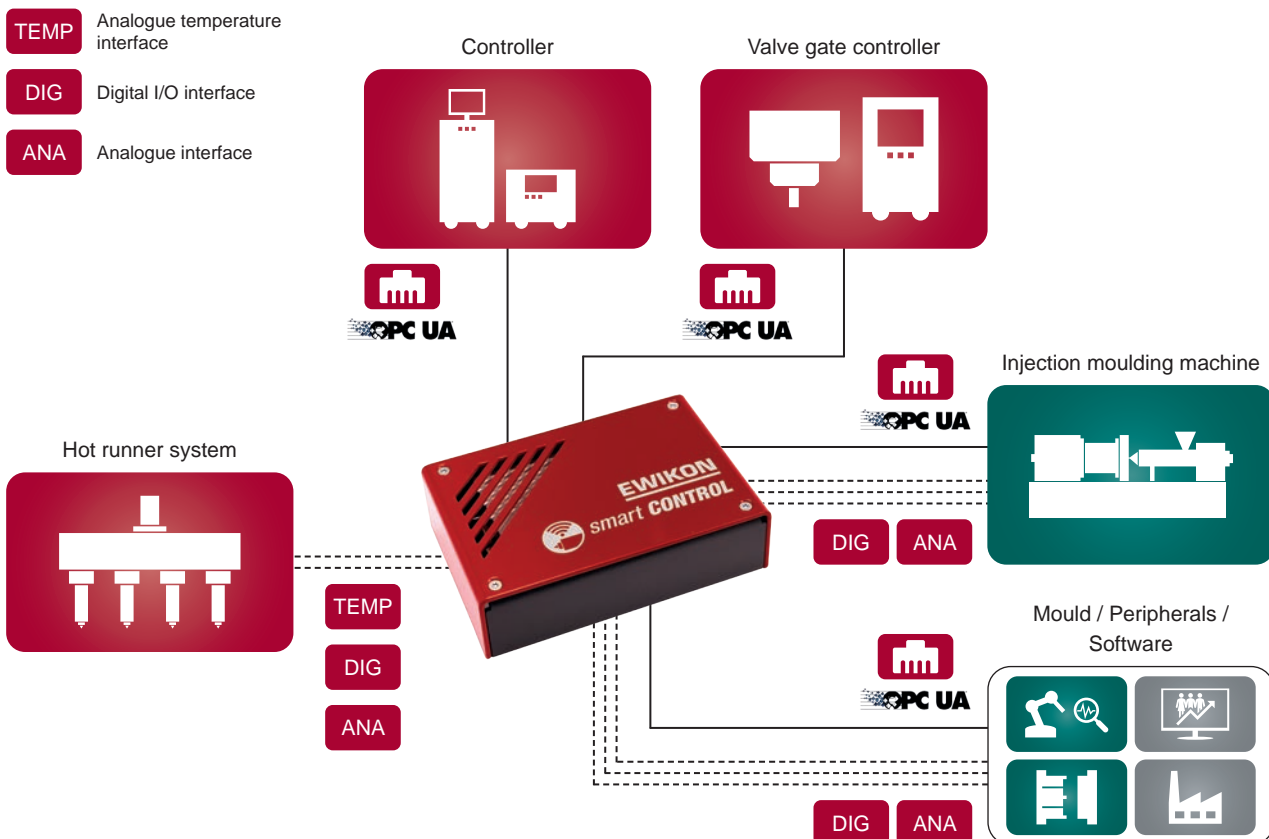 TEMP
Analogue temperature
interface
DIG
Digital I/O interface
ANA
Analogue interface
Controller
Valve gate controller
OPC UA
OPC UA
Injection moulding machine
OPC UA
Hot runner system
EWIKON
smart CONTROL
DIG
ANA
TEMP
DIG
ANA
Mould / Peripherals /
Software
OPC UA
DIG
ANA